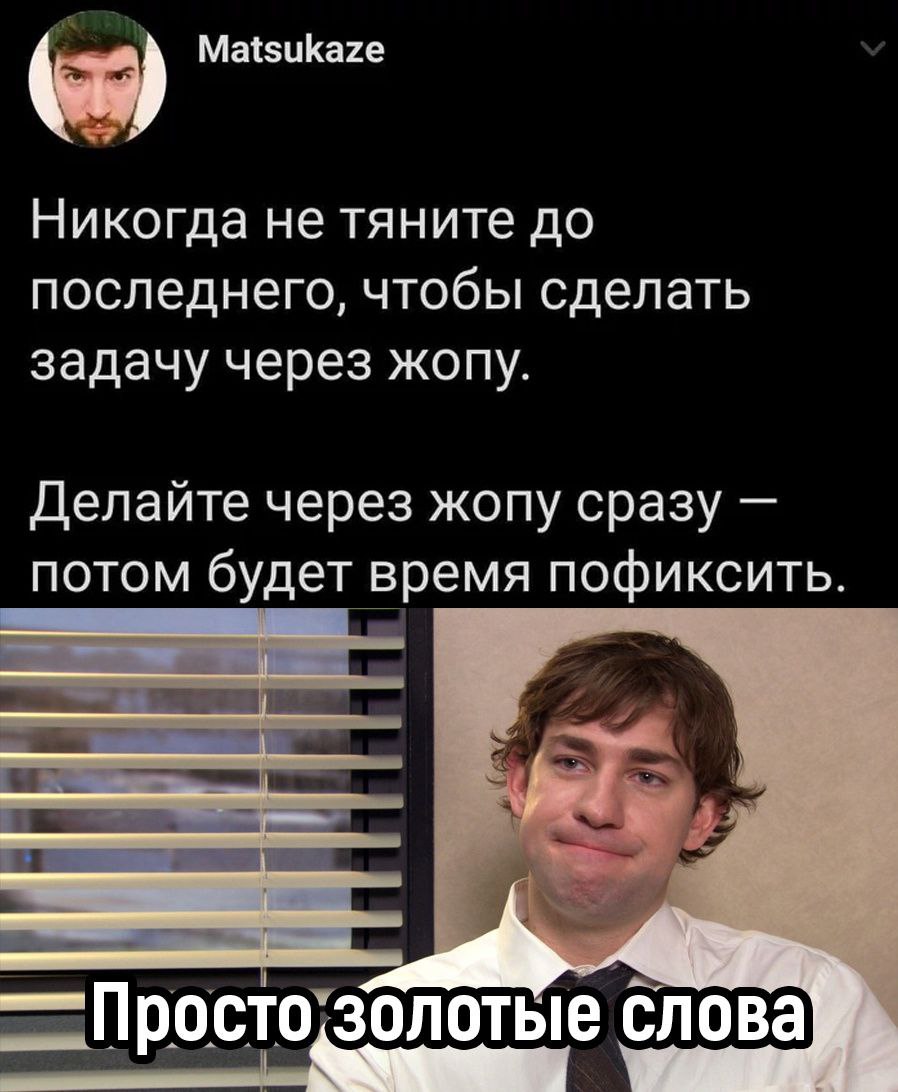 Matsukaze
Никогда не тяните до
последнего, чтобы сделать
задачу через жопу.
Делайте через жопу сразу —
потом будет время пофиксить.
Просто золотые слова